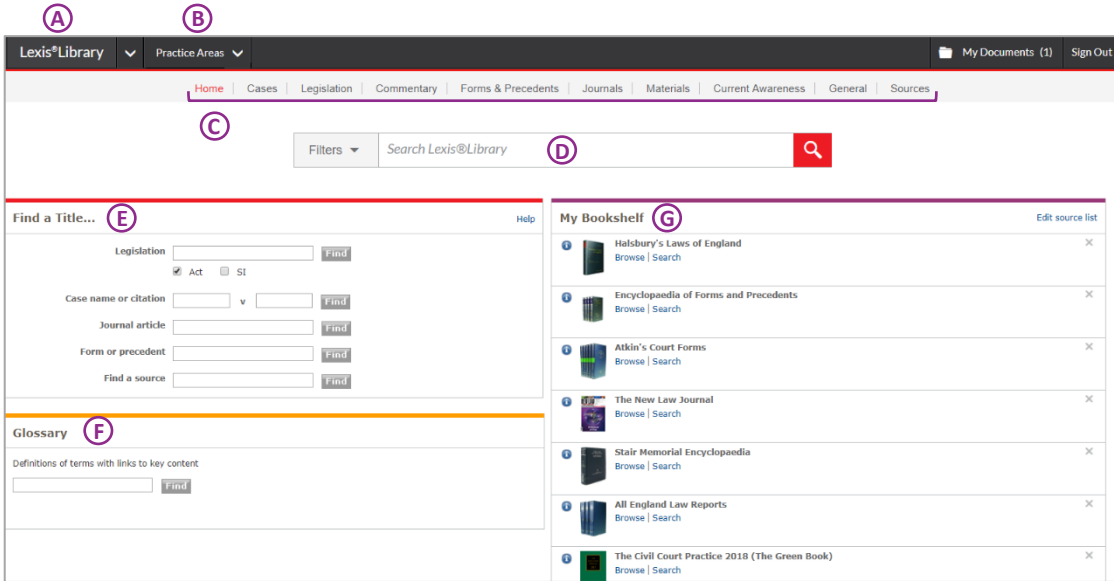 A B
Lexis®Library Practice Areas My Documents (1) Sign Out
Home Cases Legislation Commentary Forms & Precedents Journals Materials Current Awareness General Sources
C
Filters Search Lexis®Library D
Find a Title... E Help
Legislation Find
Act SI
Case name or citation v Find
Journal article Find
Form or precedent Find
Find a source Find
Glossary F
Definitions of terms with links to key content
Find
My Bookshelf G Edit source list
Halsbury's Laws of England
Browse | Search
Encyclopaedia of Forms and Precedents
Browse | Search
Atkin's Court Forms
Browse | Search
The New Law Journal
Browse | Search
Stair Memorial Encyclopaedia
Browse | Search
All England Law Reports
Browse | Search
The Civil Court Practice 2018 (The Green Book)
Browse | Search